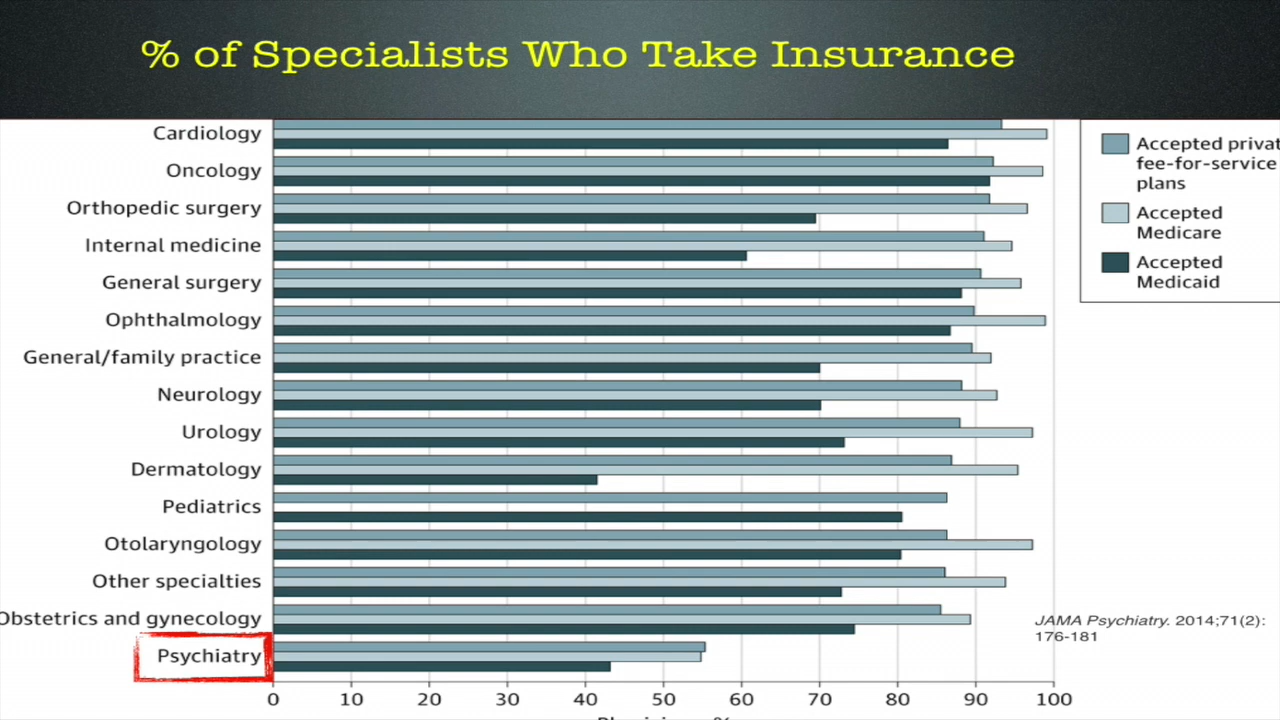 % of Specialists Who Take Insurance
Cardiology
Oncology
Orthopedic surgery
Internal medicine
General surgery
Ophthalmology
General/family practice
Neurology
Urology
Dermatology
Pediatrics
Otolaryngology
Other specialties
Obstetrics and gynecology
Psychiatry
0 10 20 30 40 50 60 70 80 90 100
Accepted privat
fee-for-service
plans
Accepted
Medicare
Accepted
Medicaid
JAMA Psychiatry. 2014;71(2):
176-181